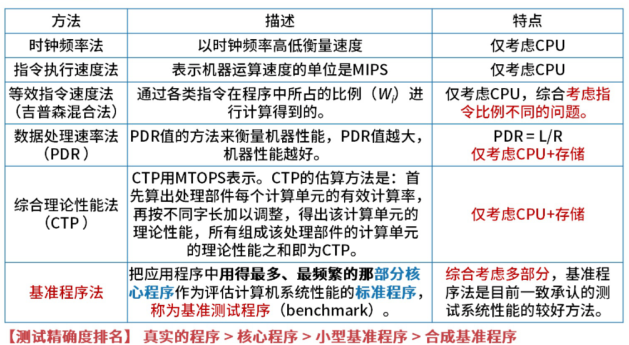 方法 描述 特点
时钟频率法 以时钟频率高低衡量速度 仅考虑CPU
指令执行速度法 表示机器运算速度的单位是MIPS 仅考虑CPU
等效指令速度法
（吉普森混合法）
通过各类指令在程序中所占的比例（Wi）进
行计算得到的。
仅考虑CPU，综合考虑指
令比例不同的问题。
数据处理速率法
（PDR ）
PDR值的方法来衡量机器性能，PDR值越大，
机器性能越好。
PDR = L/R
仅考虑CPU+存储
综合理论性能法
（CTP ）
CTP用MTOPS表示。CTP的估算方法是：首
先算出处理部件每个计算单元的有效计算率，
再按不同字长加以调整，得出该计算单元的
理论性能，所有组成该处理部件的计算单元
的理论性能之和即为CTP。
仅考虑CPU+存储
基准程序法
把应用程序中用得最多、最频繁的那部分核
心程序作为评估计算机系统性能的标准程序，
称为基准测试程序（benchmark）。
综合考虑多部分，基准程
序法是目前一致承认的测
试系统性能的较好方法。
【测试精确度排名】 真实的程序 > 核心程序 > 小型基准程序 > 合成基准程序